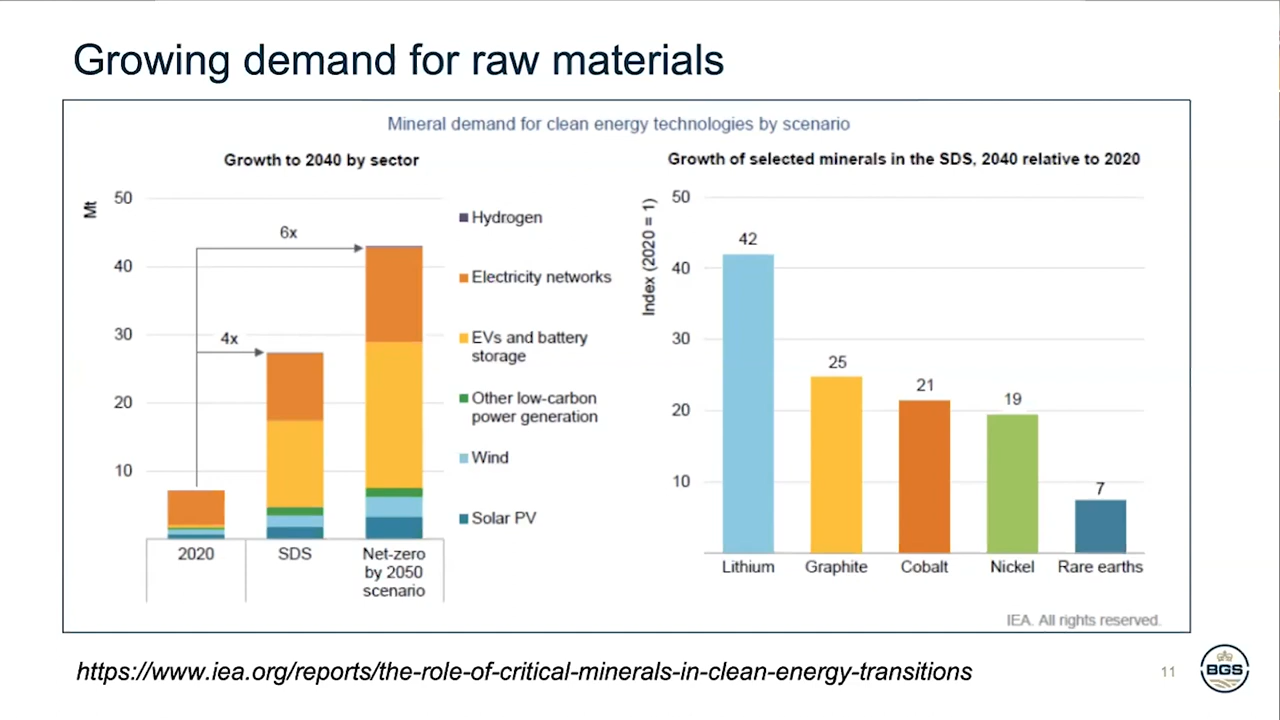 Growing demand for raw materials
Mineral demand for clean energy technologies by scenario
Growth to 2040 by sector
Mt
50
40
30
20
10
6x
4x
2020
SDS
Net-zero
by 2050
scenario
Hydrogen
Electricity networks
EVs and battery
storage
Other low-carbon
power generation
Wind
Solar PV
Growth of selected minerals in the SDS, 2040 relative to 2020
Index (2020 = 1)
50
40
30
20
10
42
25
21
19
7
Lithium
Graphite
Cobalt
Nickel
Rare earths
IEA. All rights reserved.
https://www.iea.org/reports/the-role-of-critical-minerals-in-clean-energy-transitions
11
BGS